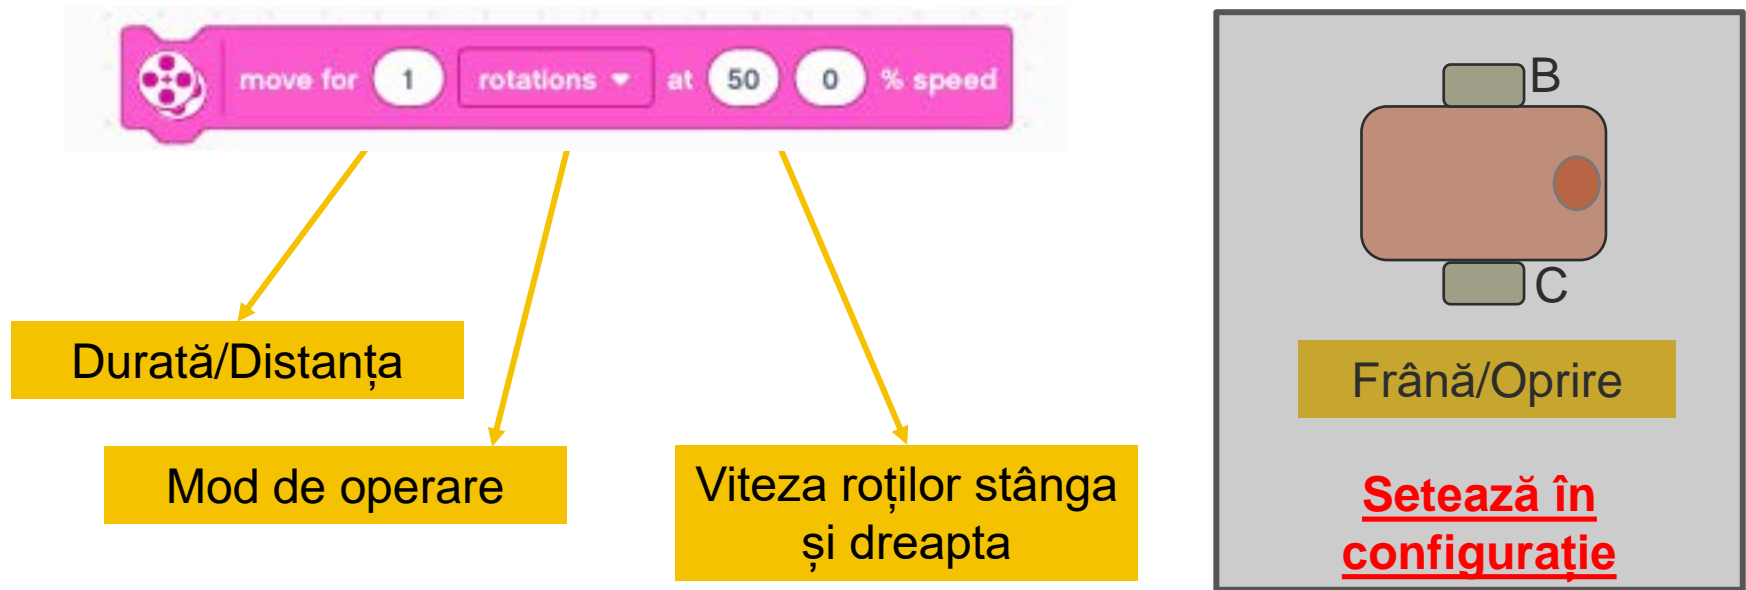 move for 1 rotations at 50 0 % speed
B
C
Durată/Distanța
Frână/Oprire
Mod de operare
Viteza roților stânga
și dreapta
Setează în
configurație